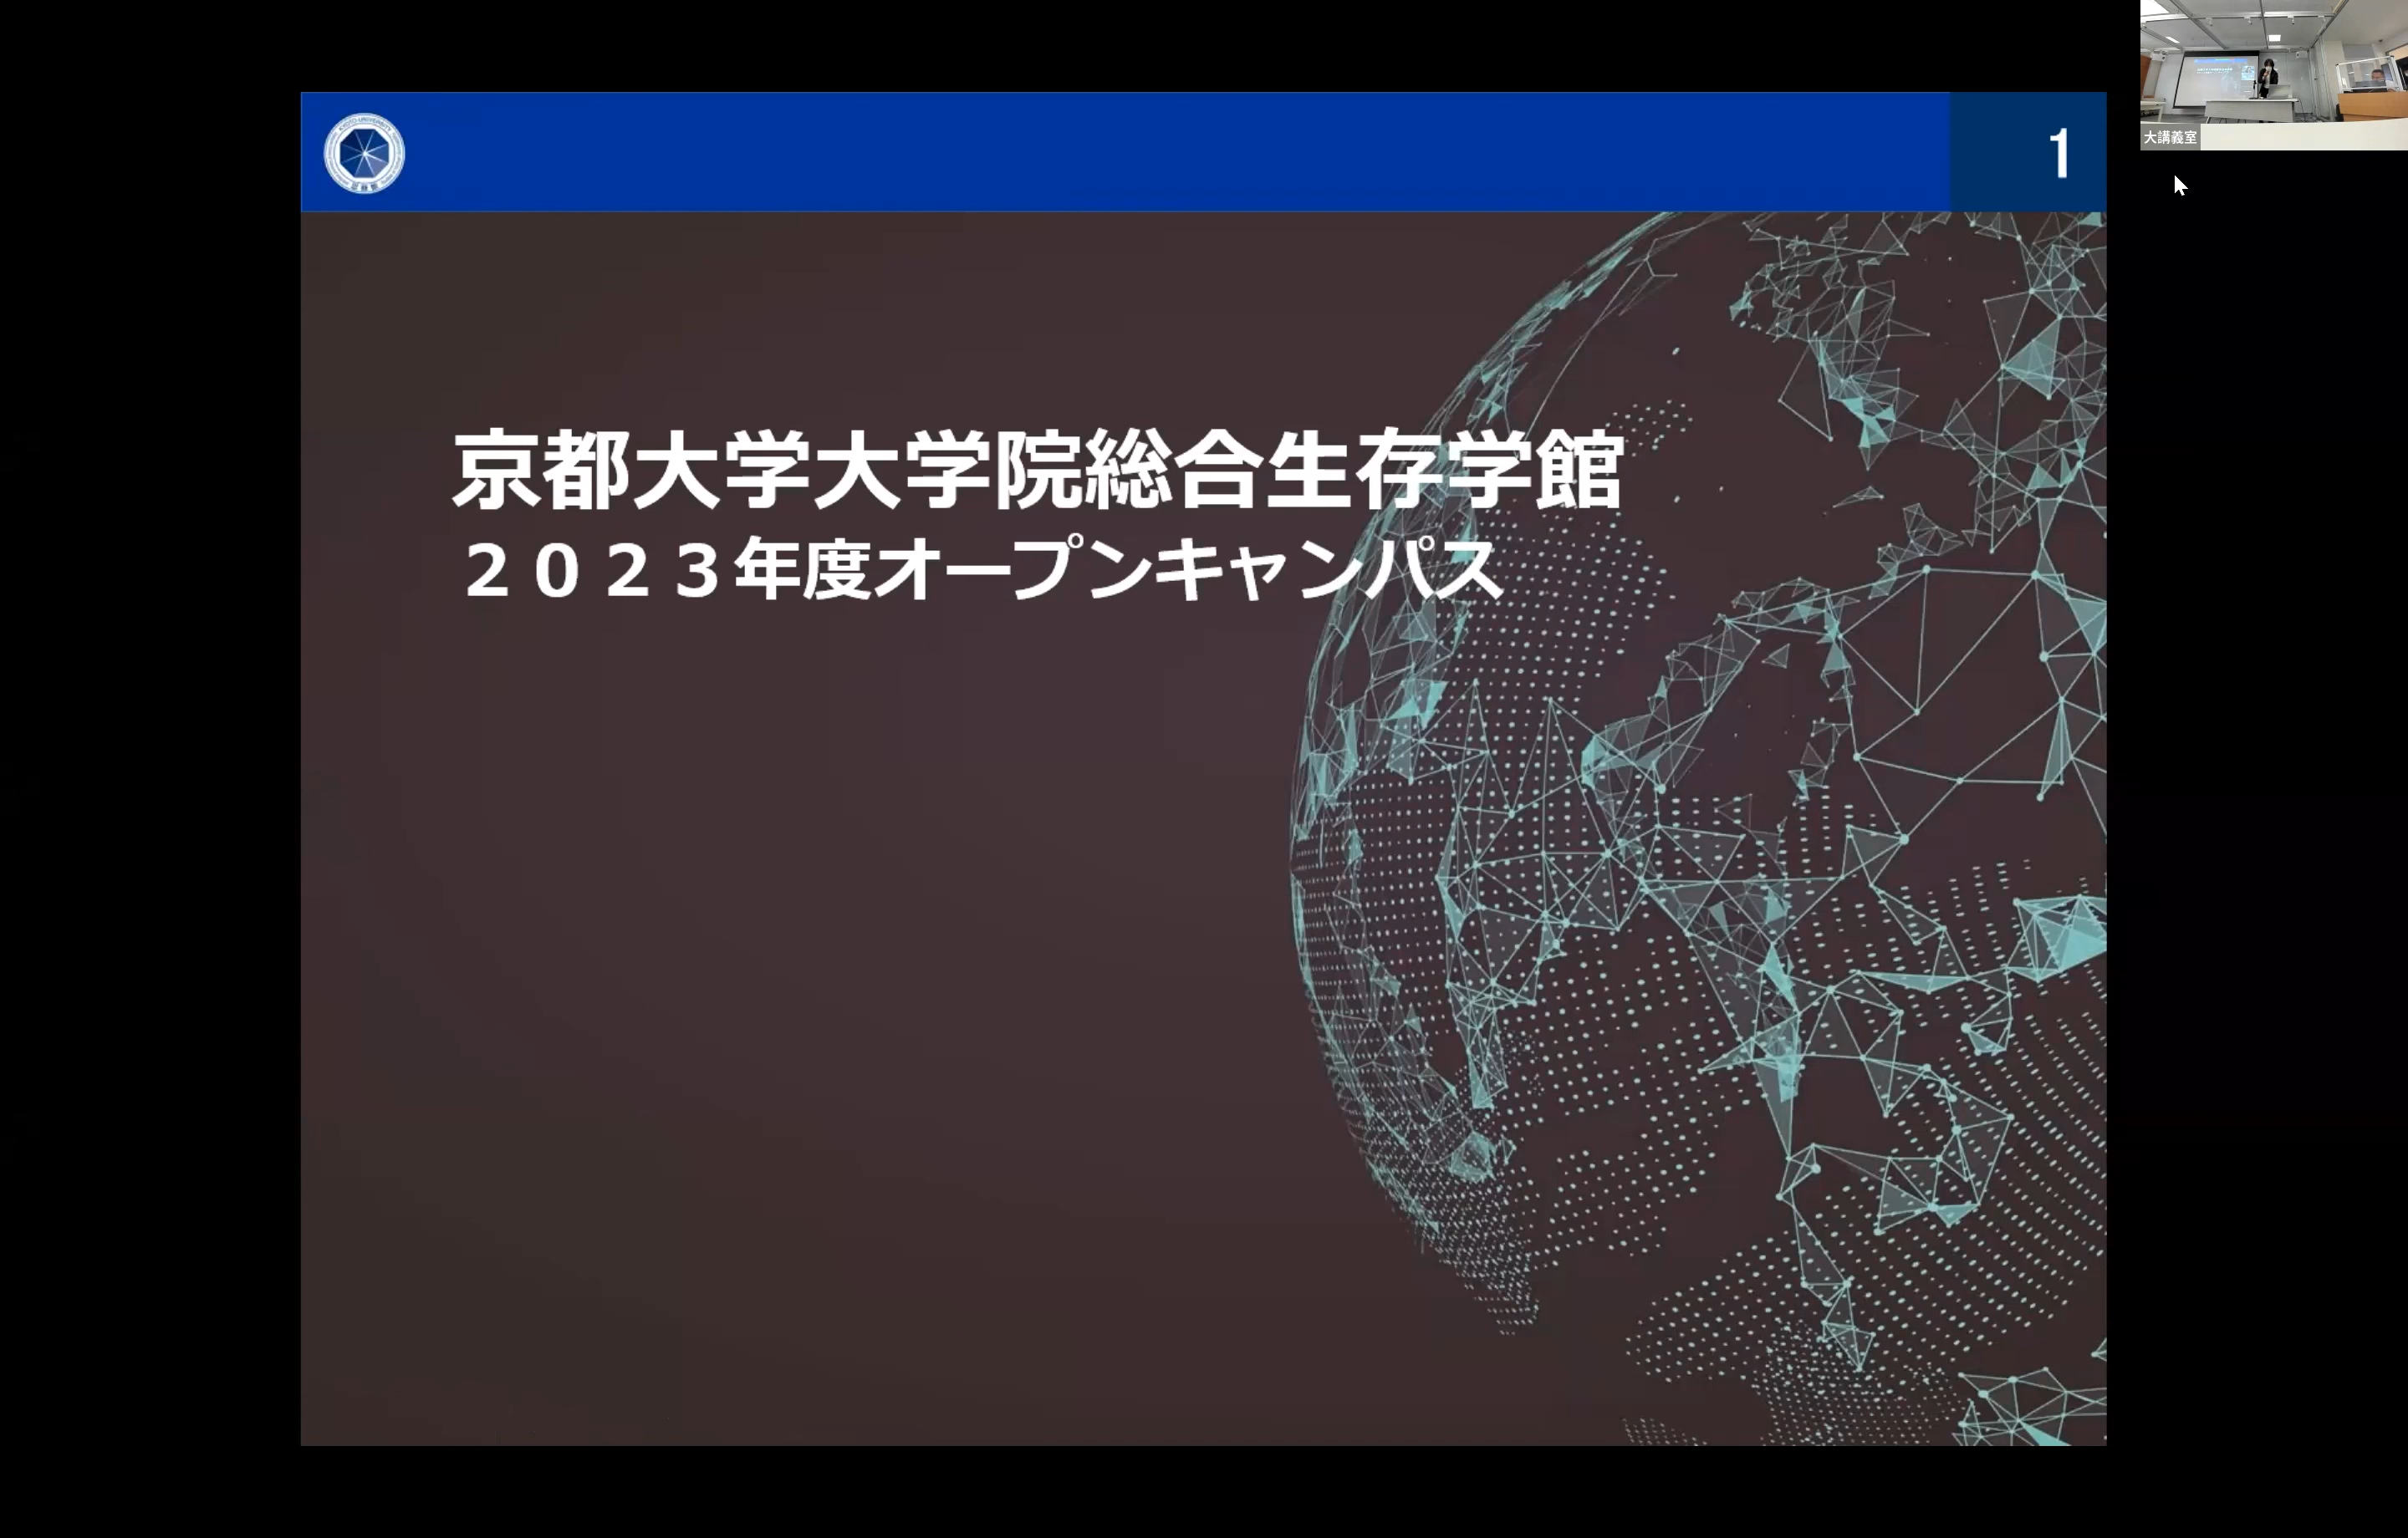 1
大講義室
京都大学大学院総合生存学館
２０２３年度オープンキャンパス